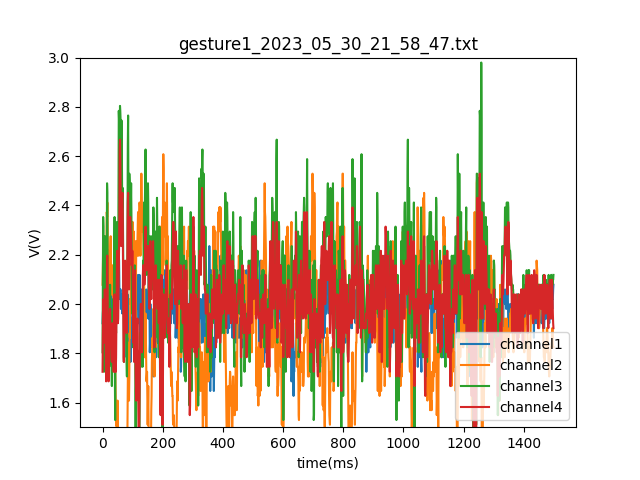 gesture1_2023_05_30_21_58_47.txt
3.0
2.8
2.6
2.4
2.2
2.0
1.8
1.6
V(V)
channel1
channel2
channel3
channel4
0 200 400 600 800 1000 1200 1400
time(ms)